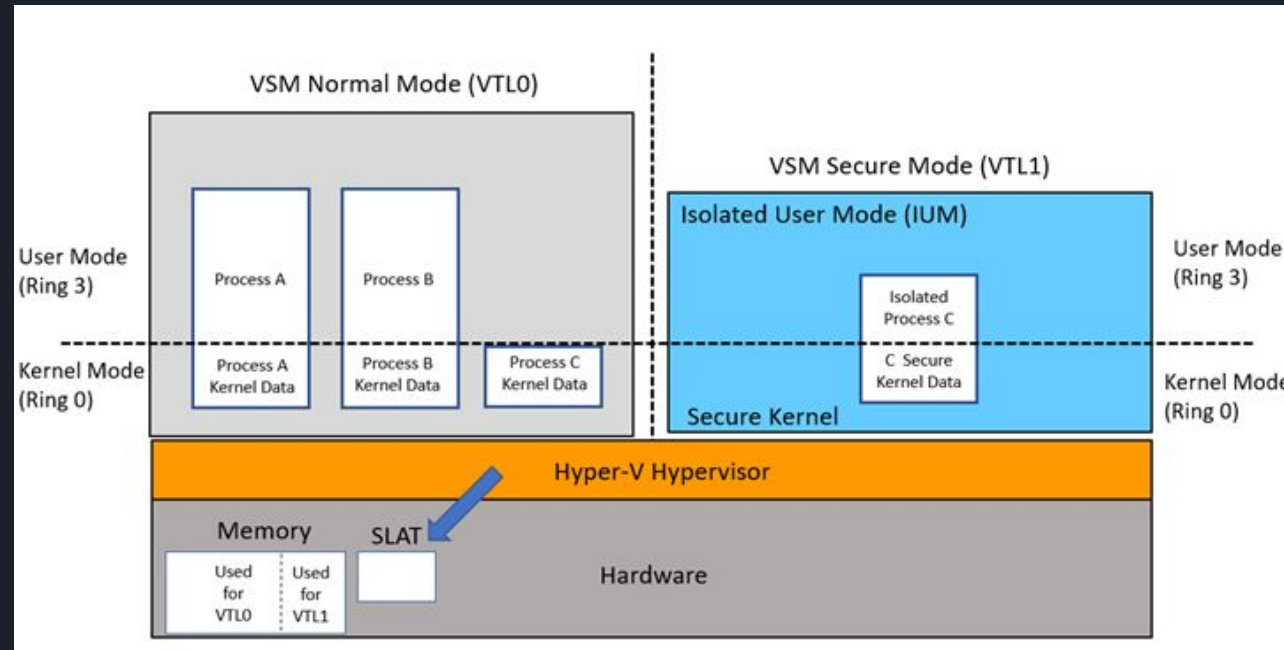 VSM Normal Mode (VTL0)
VSM Secure Mode (VTL1)
Isolated User Mode (IUM)
User Mode
(Ring 3)
Process A
Process B
Isolated
Process C
User Mode
(Ring 3)
Kernel Mode
(Ring 0)
Process A
Kernel Data
Process B
Kernel Data
Process C
Kernel Data
C Secure
Kernel Data
Kernel Mode
(Ring 0)
Secure Kernel
Hyper-V Hypervisor
Memory
SLAT
Used
for
VTL0
Used
for
VTL1
Hardware